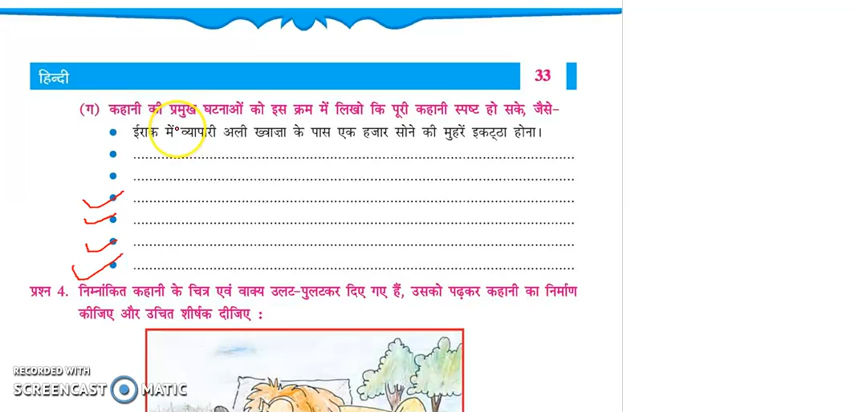 हिन्दी 33
(ग) कहानी की प्रमुख घटनाओं को इस क्रम में लिखो कि पूरी कहानी स्पष्ट हो सके, जैसे-
● ईराक में व्यापारी अली ख्वाज़ा के पास एक हजार सोने की मुहरें इकट्ठा होना।
प्रश्न 4. निम्नांकित कहानी के चित्र एवं वाक्य उलट-पुलटकर दिए गए हैं, उसको पढ़कर कहानी का निर्माण
कीजिए और उचित शीर्षक दीजिए :
RECORDED WITH
SCREENCAST MATIC